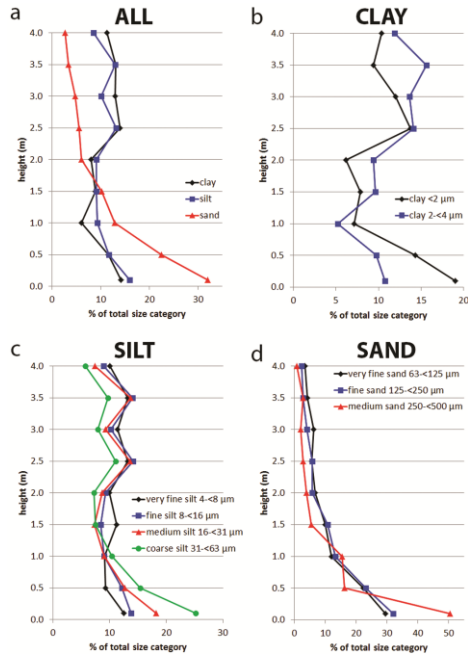 a
ALL
4.0
3.5
3.0
2.5
2.0
1.5
1.0
0.5
0.0
height (m)
clay
silt
sand
0 10 20 30
% of total size category
b
CLAY
4.0
3.5
3.0
2.5
2.0
1.5
1.0
0.5
0.0
height (m)
clay <2 µm
clay 2-<4 µm
0 5 10 15 20
% of total size category
c
SILT
4.0
3.5
3.0
2.5
2.0
1.5
1.0
0.5
0.0
height (m)
very fine silt 4-<8 µm
fine silt 8-<16 µm
medium silt 16-<31 µm
coarse silt 31-<63 µm
0 10 20 30
% of total size category
d
SAND
4.0
3.5
3.0
2.5
2.0
1.5
1.0
0.5
0.0
height (m)
very fine sand 63-<125 µm
fine sand 125-<250 µm
medium sand 250-<500 µm
0 10 20 30 40 50
% of total size category